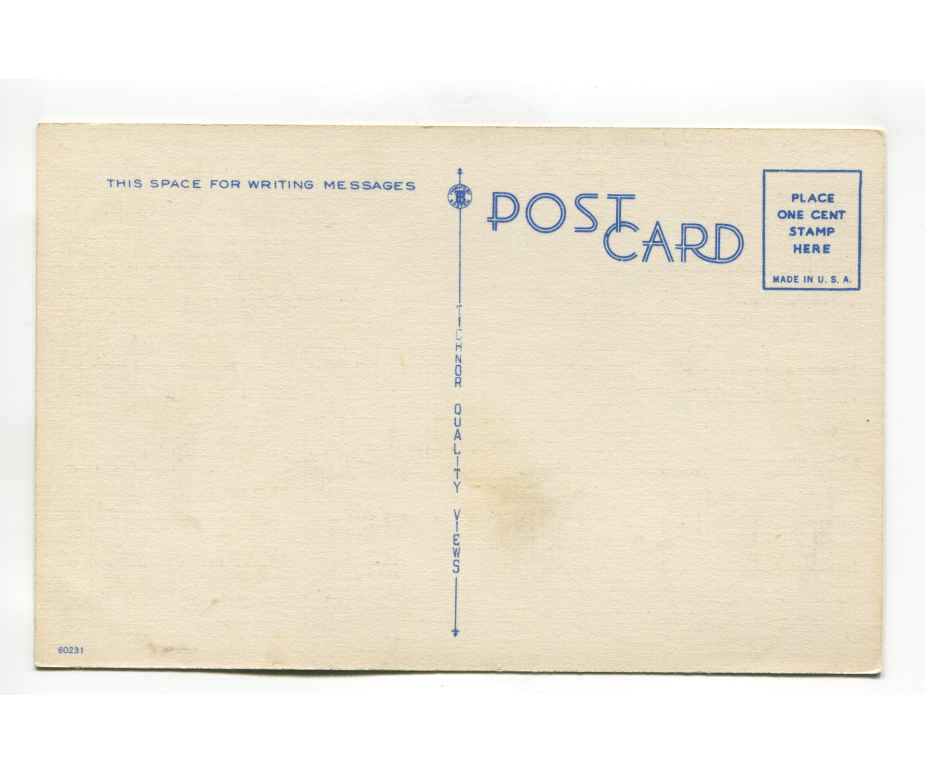 THIS SPACE FOR WRITING MESSAGES
POST
CARD
PLACE
ONE CENT
STAMP
HERE
MADE IN U. S. A.
TICHNOR QUALITY VIEWS
60231